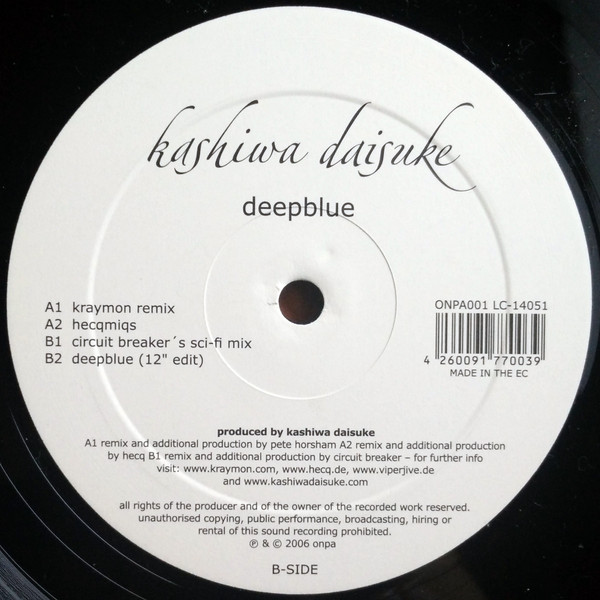 kashiwa daisuke
deepblue
A1 kraymon remix
A2 hecqmiqs
B1 circuit breaker´s sci-fi mix
B2 deepblue (12" edit)
ONPA001 LC-14051
4 260091 770039
MADE IN THE EC
produced by kashiwa daisuke
A1 remix and additional production by pete horsham A2 remix and additional production
by hecq B1 remix and additional production by circuit breaker – for further info
visit: www.kraymon.com, www.hecq.de, www.viperjive.de
and www.kashiwadaisuke.com
all rights of the producer and of the owner of the recorded work reserved.
unauthorised copying, public performance, broadcasting, hiring or
rental of this sound recording prohibited.
℗ & © 2006 onpa
B-SIDE